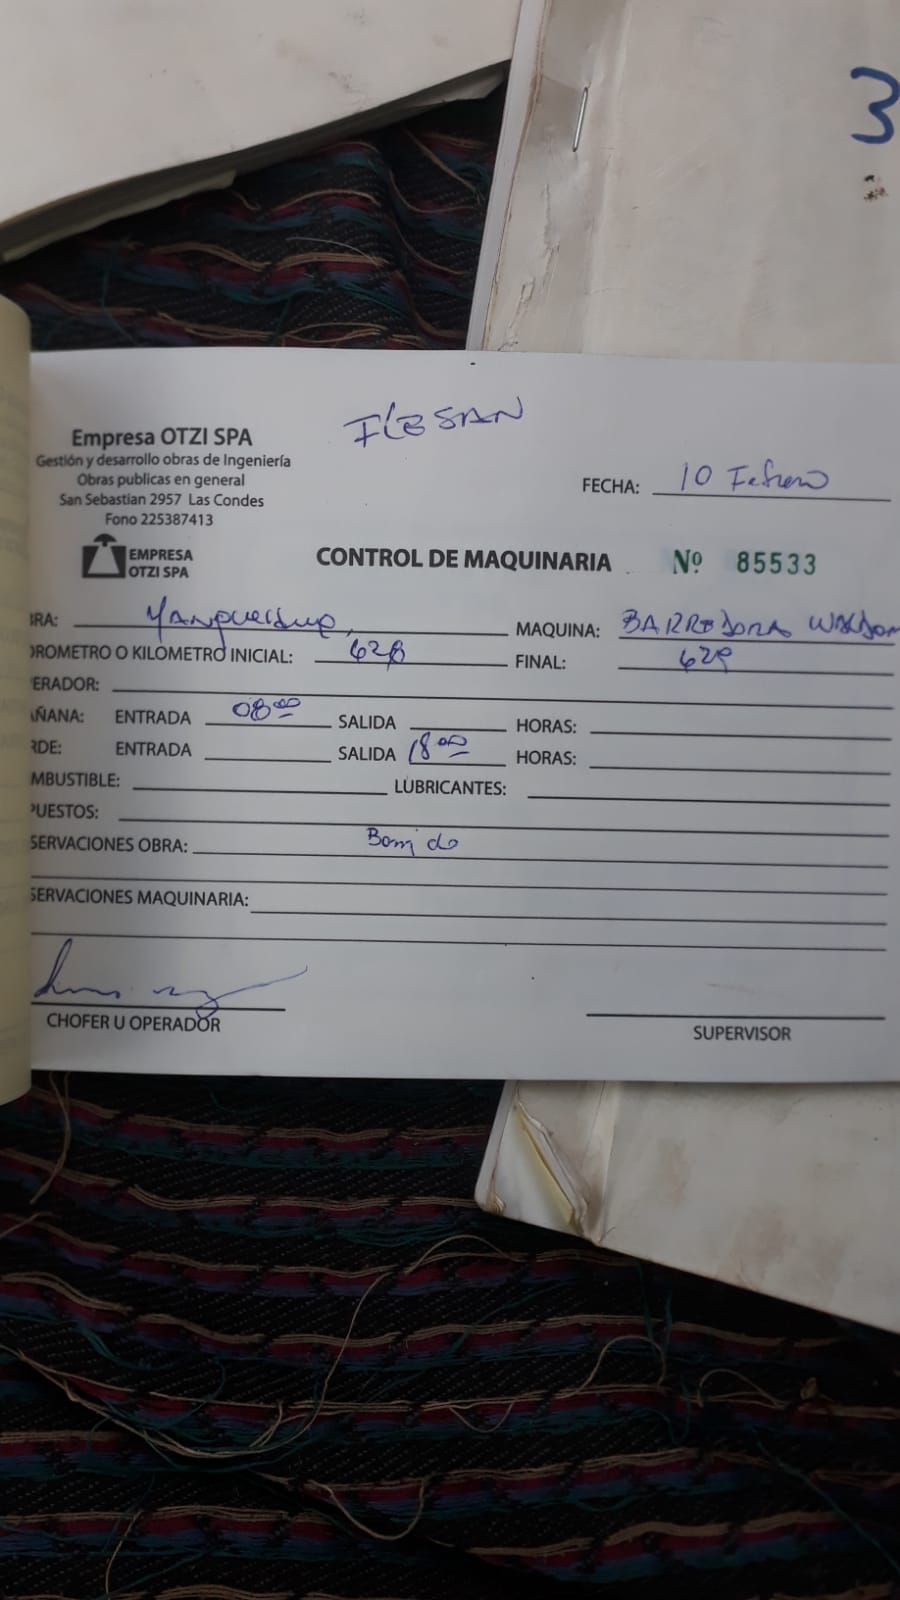 3
FLESAN
Empresa OTZI SPA
Gestión y desarrollo obras de Ingeniería
Obras publicas en general
San Sebastian 2957 Las Condes
Fono 225387413
FECHA: 10 Febrero
EMPRESA
OTZI SPA
CONTROL DE MAQUINARIA Nº 85533
BRA: MAQUINA: BARREDORA
OROMETRO O KILOMETRO INICIAL: 628 FINAL: 629
ERADOR:
AÑANA: ENTRADA 08 00 SALIDA HORAS:
RDE: ENTRADA SALIDA 18 00 HORAS:
MBUSTIBLE: LUBRICANTES:
PUESTOS:
SERVACIONES OBRA: Barrido
SERVACIONES MAQUINARIA:
CHOFER U OPERADOR
SUPERVISOR